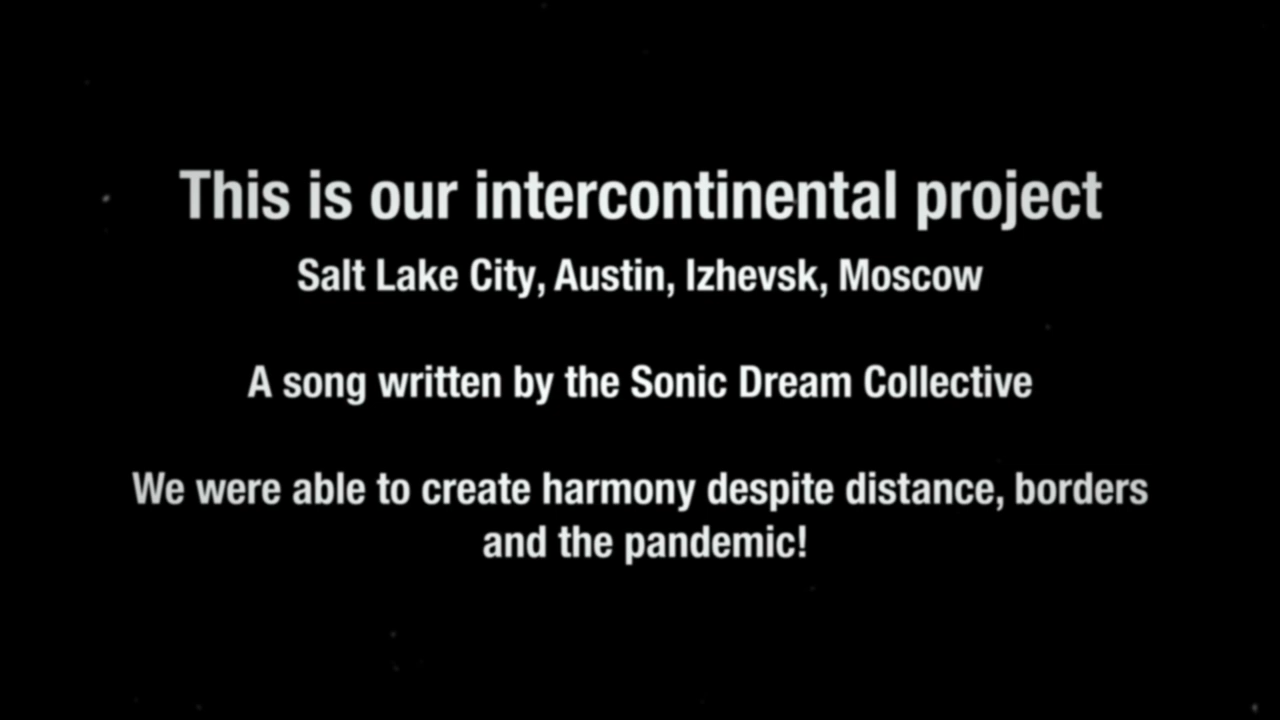 This is our intercontinental project
Salt Lake City, Austin, Izhevsk, Moscow
A song written by the Sonic Dream Collective
We were able to create harmony despite distance, borders
and the pandemic!